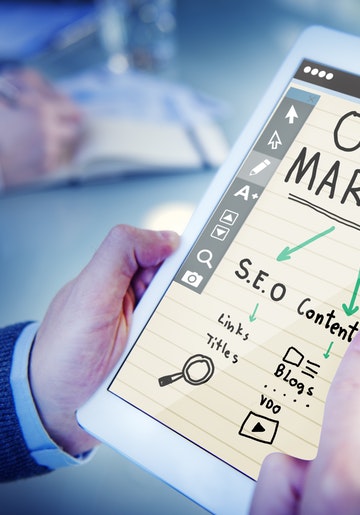 O
MAR
A+
S.E.O
Content
Links
Titles
Blogs
VDO